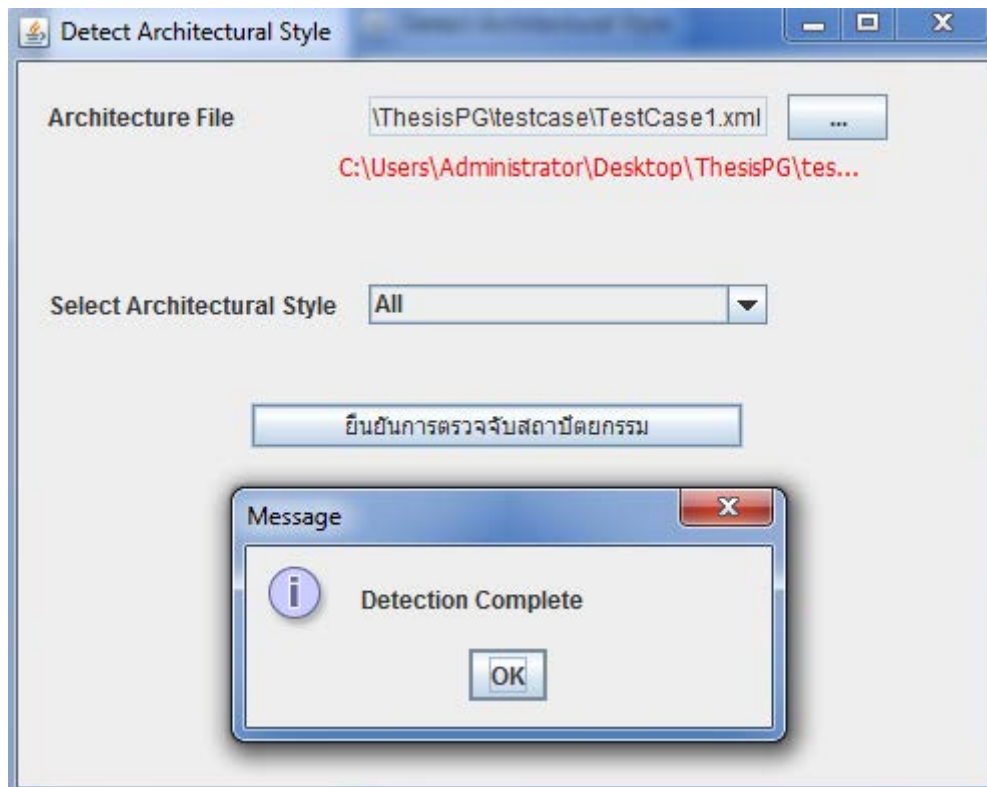 Detect Architectural Style
Architecture File
\ThesisPG\testcase\TestCase1.xml
...
C:\Users\Administrator\Desktop\ThesisPG\tes...
Select Architectural Style
All
ยืนยันการตรวจจับสถาปัตยกรรม
Message
Detection Complete
OK